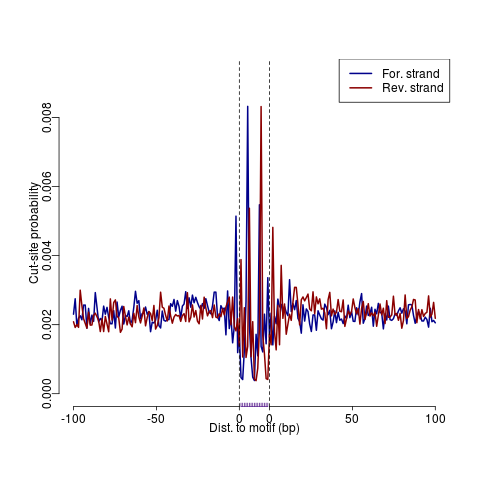 For. strand
Rev. strand
Cut-site probability
0.008
0.006
0.004
0.002
0.000
-100
-50
0
0
50
100
Dist. to motif (bp)